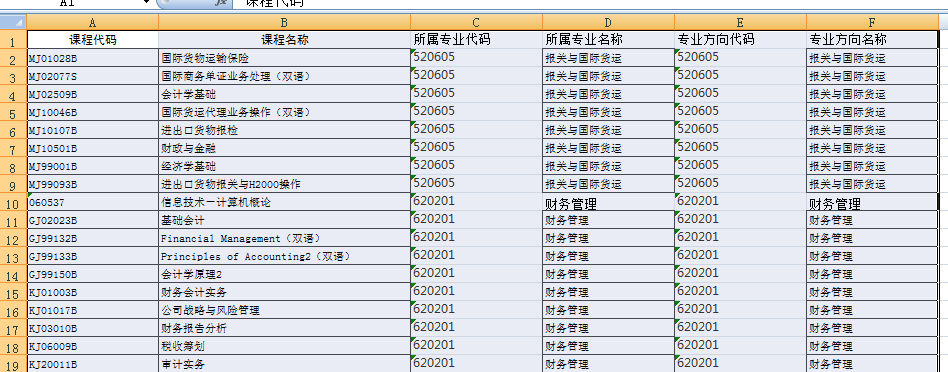 A1 fx 课程代码
A B C D E F
1 课程代码 课程名称 所属专业代码 所属专业名称 专业方向代码 专业方向名称
2 MJ01028B 国际货物运输保险 520605 报关与国际货运 520605 报关与国际货运
3 MJ02077S 国际商务单证业务处理（双语） 520605 报关与国际货运 520605 报关与国际货运
4 MJ02509B 会计学基础 520605 报关与国际货运 520605 报关与国际货运
5 MJ10046B 国际货运代理业务操作（双语） 520605 报关与国际货运 520605 报关与国际货运
6 MJ10107B 进出口货物报检 520605 报关与国际货运 520605 报关与国际货运
7 MJ10501B 财政与金融 520605 报关与国际货运 520605 报关与国际货运
8 MJ99001B 经济学基础 520605 报关与国际货运 520605 报关与国际货运
9 MJ99093B 进出口货物报关与H2000操作 520605 报关与国际货运 520605 报关与国际货运
10 060537 信息技术－计算机概论 620201 财务管理 620201 财务管理
11 GJ02023B 基础会计 620201 财务管理 620201 财务管理
12 GJ99132B Financial Management（双语） 620201 财务管理 620201 财务管理
13 GJ99133B Principles of Accounting2（双语） 620201 财务管理 620201 财务管理
14 GJ99150B 会计学原理2 620201 财务管理 620201 财务管理
15 KJ01003B 财务会计实务 620201 财务管理 620201 财务管理
16 KJ01017B 公司战略与风险管理 620201 财务管理 620201 财务管理
17 KJ03010B 财务报告分析 620201 财务管理 620201 财务管理
18 KJ06009B 税收筹划 620201 财务管理 620201 财务管理
19 KJ20011B 审计实务 620201 财务管理 620201 财务管理